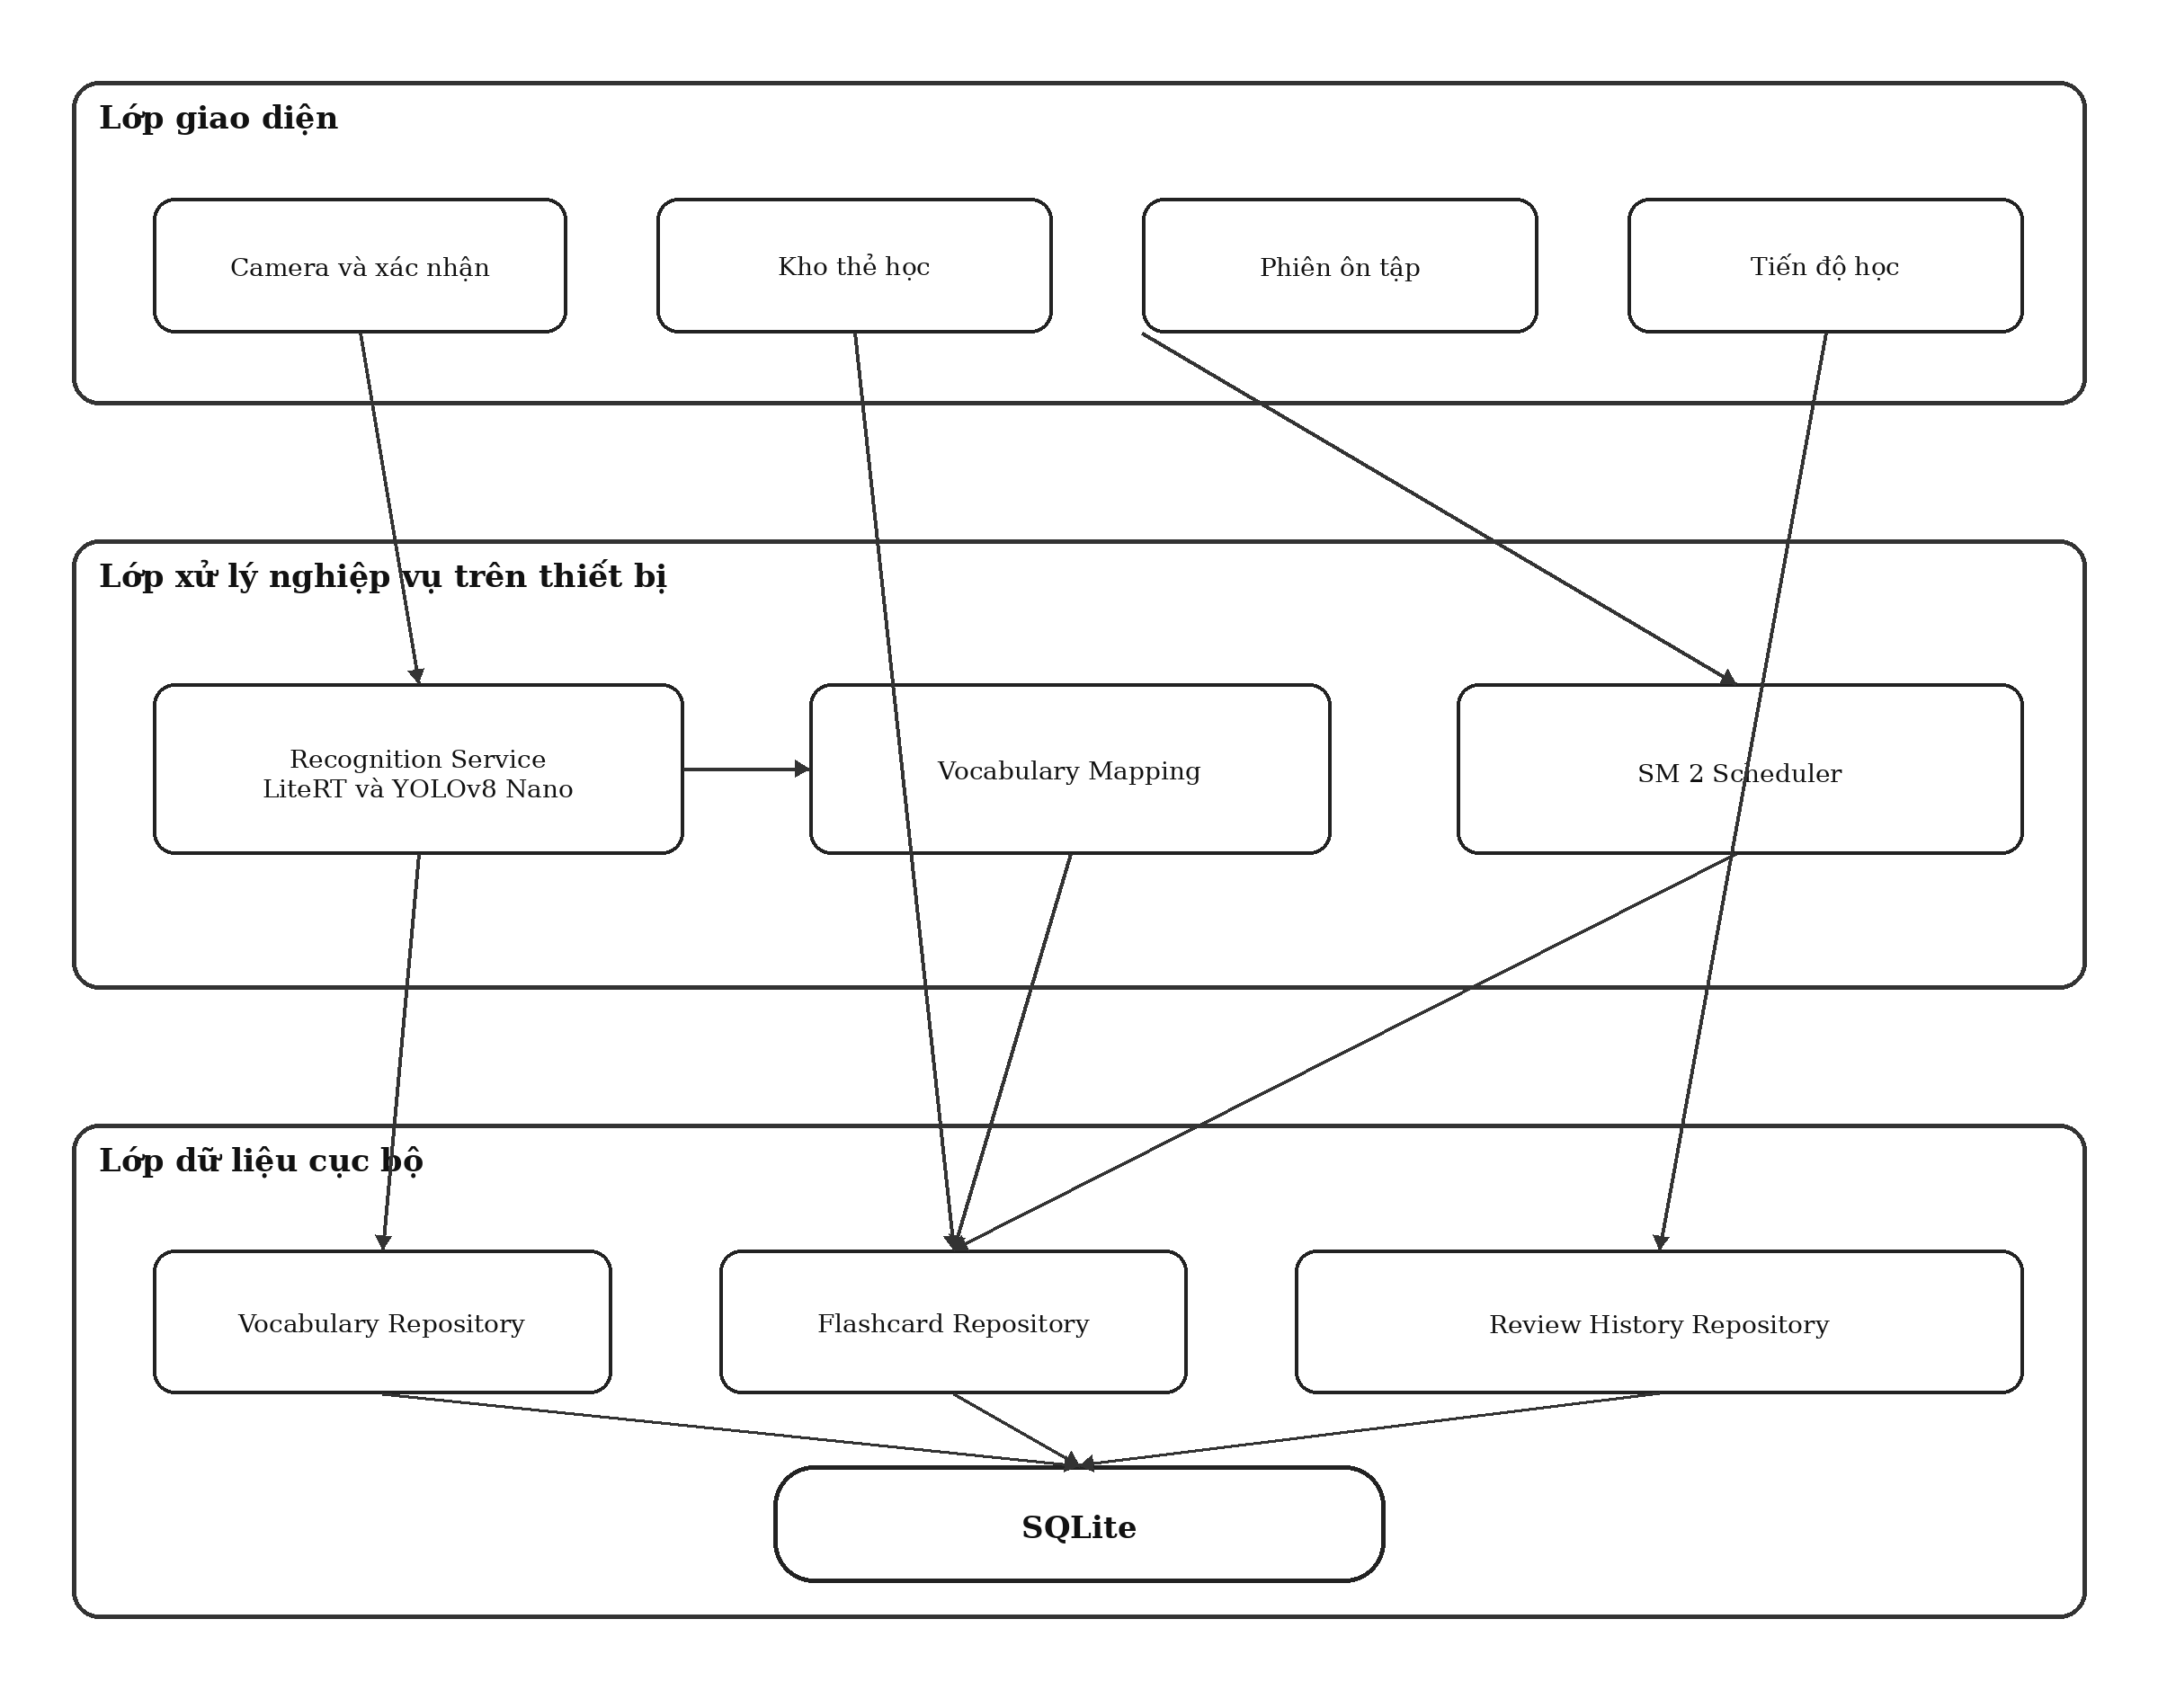 Lớp giao diện
Camera và xác nhận
Kho thẻ học
Phiên ôn tập
Tiến độ học
Lớp xử lý nghiệp vụ trên thiết bị
Recognition Service
LiteRT và YOLOv8 Nano
Vocabulary Mapping
SM 2 Scheduler
Lớp dữ liệu cục bộ
Vocabulary Repository
Flashcard Repository
Review History Repository
SQLite